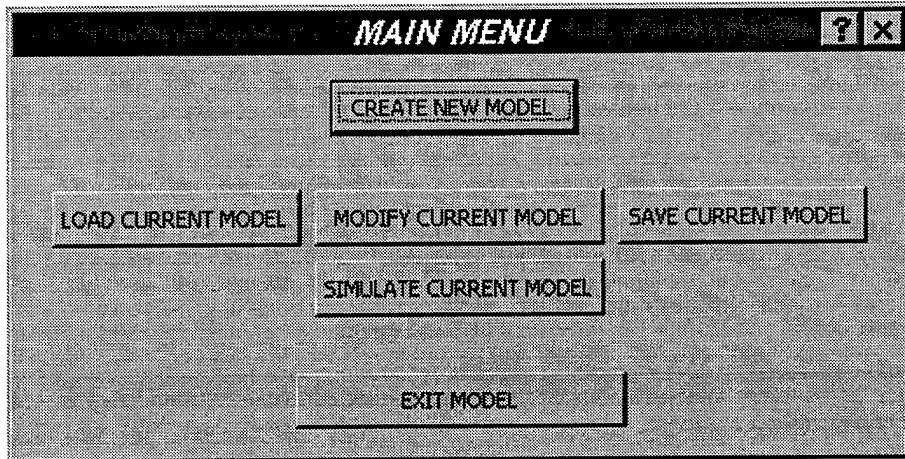 MAIN MENU ? X
CREATE NEW MODEL
LOAD CURRENT MODEL MODIFY CURRENT MODEL SAVE CURRENT MODEL
SIMULATE CURRENT MODEL
EXIT MODEL